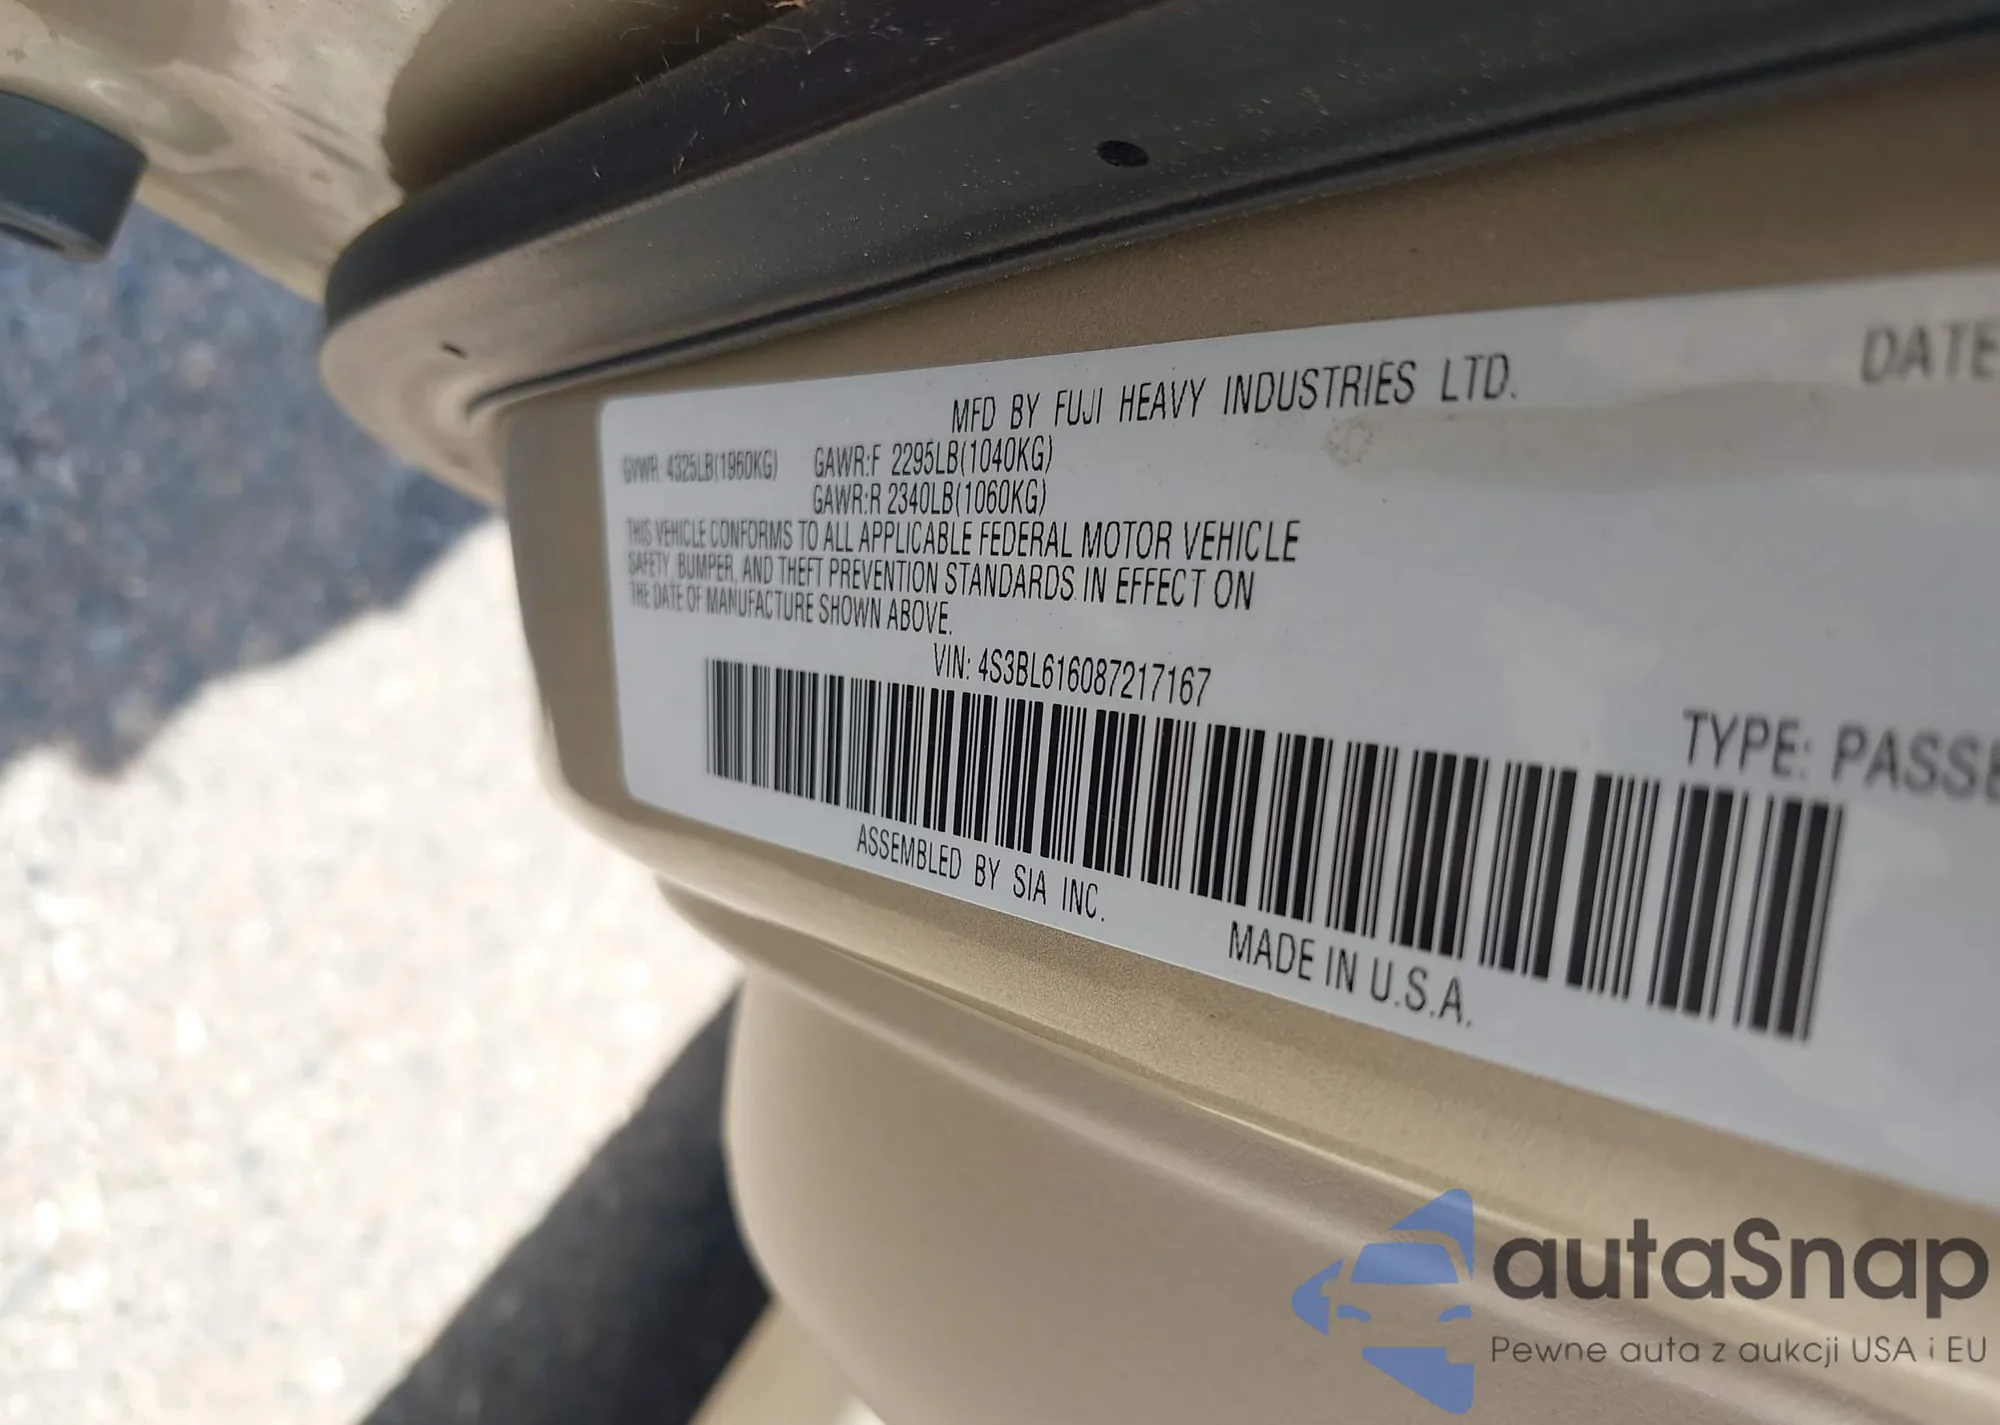 MFD BY FUJI HEAVY INDUSTRIES LTD.
DATE
GVWR: 4325LB(1960KG) GAWR:F 2295LB(1040KG)
GAWR:R 2340LB(1060KG)
THIS VEHICLE CONFORMS TO ALL APPLICABLE FEDERAL MOTOR VEHICLE
SAFETY, BUMPER, AND THEFT PREVENTION STANDARDS IN EFFECT ON
THE DATE OF MANUFACTURE SHOWN ABOVE.
VIN: 4S3BL616087217167
TYPE: PASSE
ASSEMBLED BY SIA INC.
MADE IN U.S.A.
autaSnap
Pewne auta z aukcji USA i EU